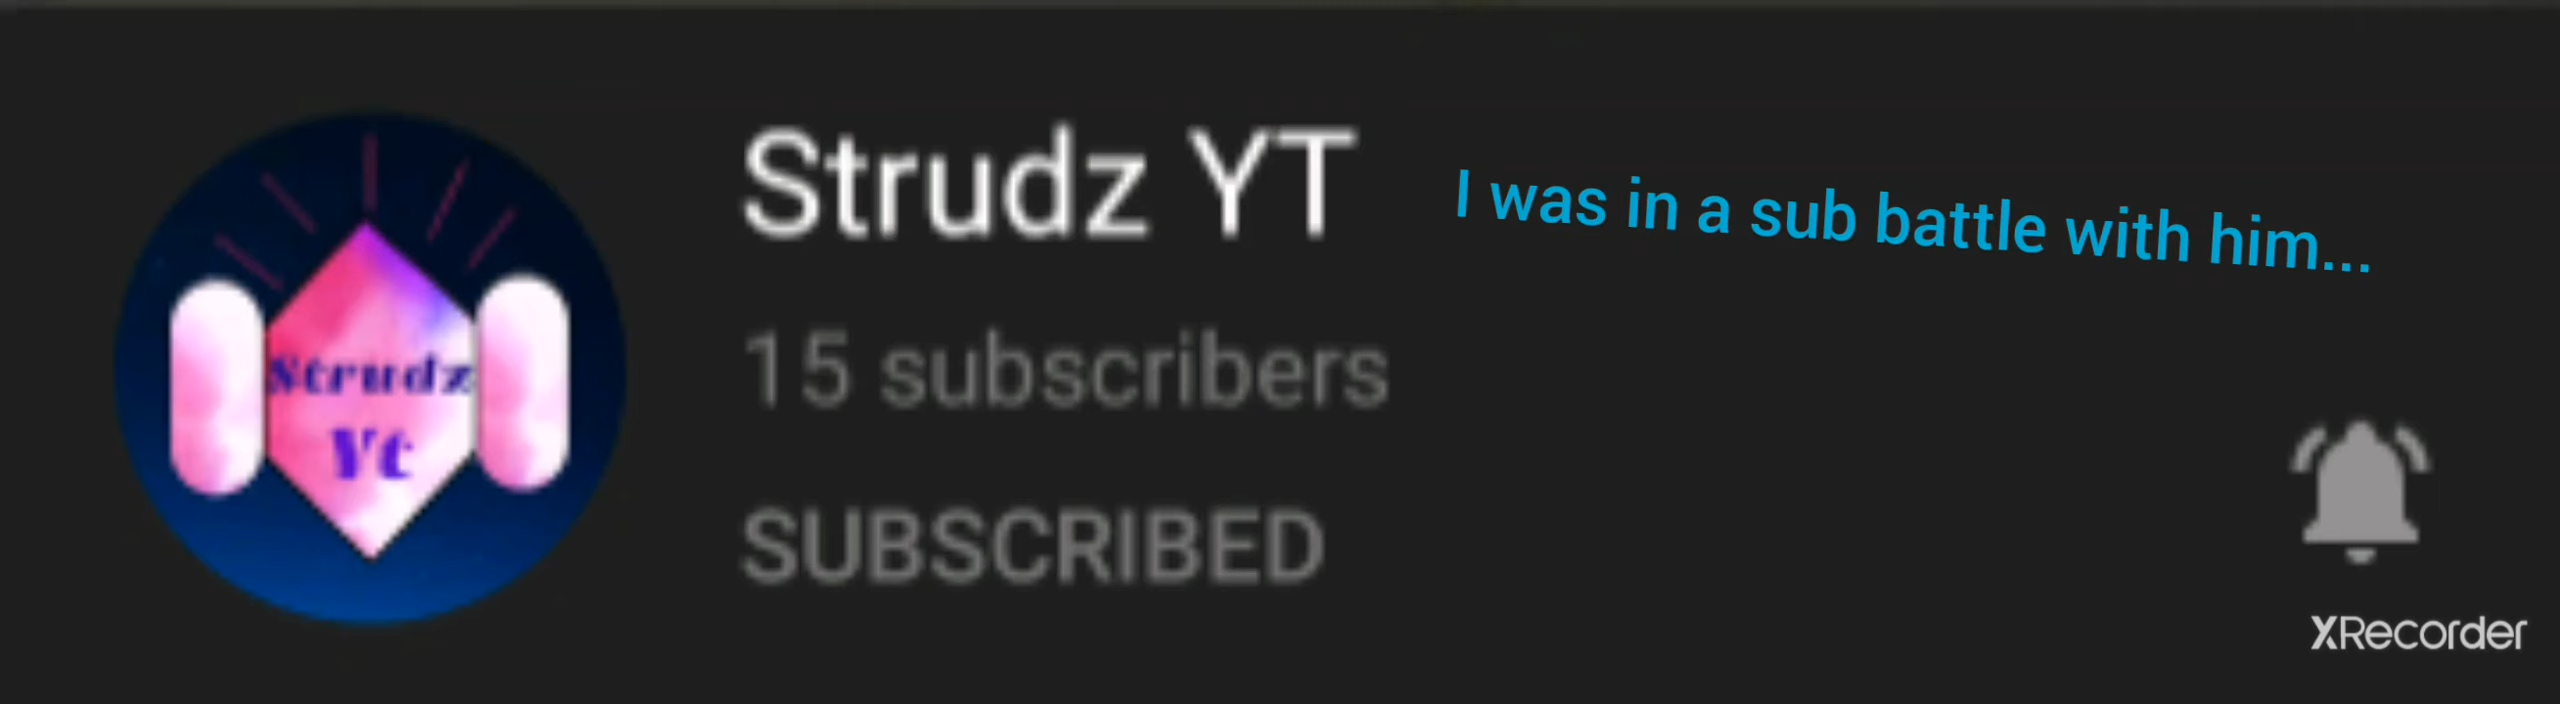 Strudz YT
I was in a sub battle with him...
15 subscribers
SUBSCRIBED
Strudz
Yt
XRecorder